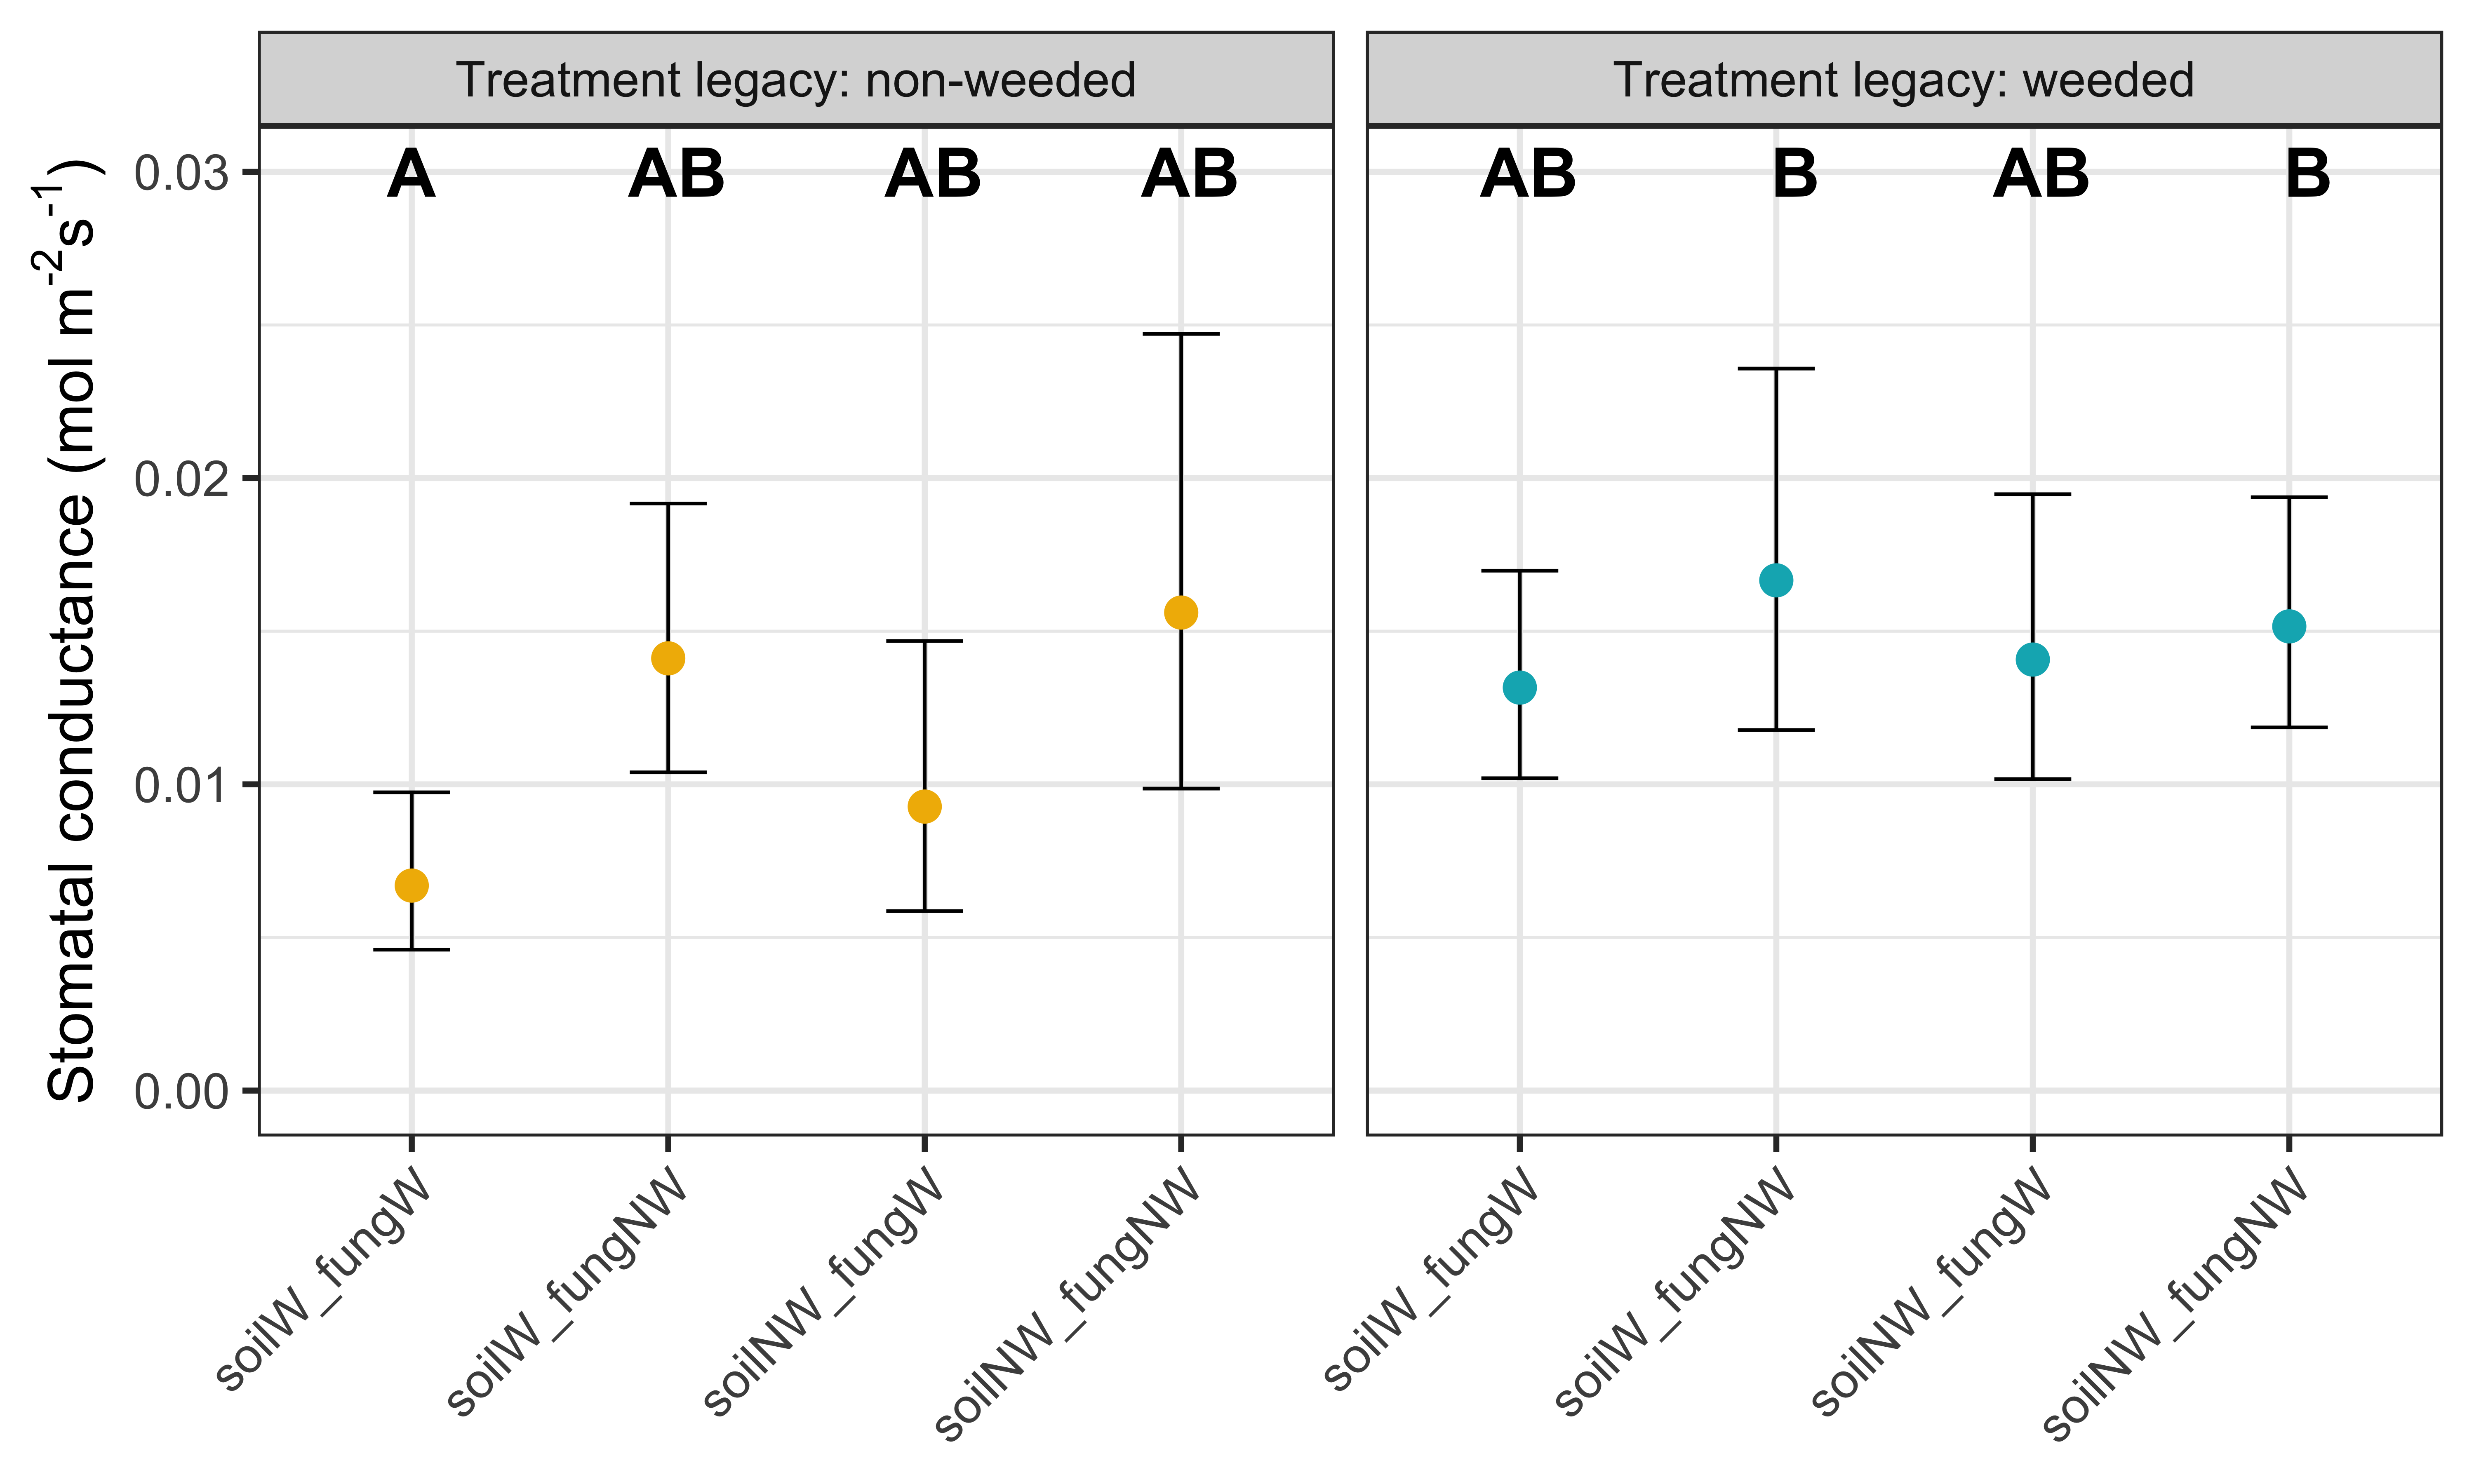 Treatment legacy: non-weeded
Treatment legacy: weeded
A AB AB AB
AB B AB B
Stomatal conductance (mol m⁻²s⁻¹)
0.03
0.02
0.01
0.00
soilW_fungW
soilW_fungNW
soilNW_fungW
soilNW_fungNW
soilW_fungW
soilW_fungNW
soilNW_fungW
soilNW_fungNW